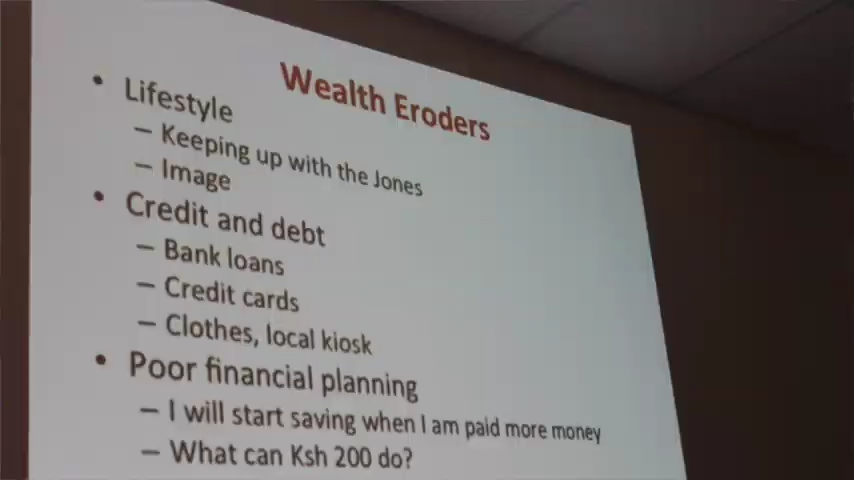 Wealth Eroders
• Lifestyle
– Keeping up with the Jones
– Image
• Credit and debt
– Bank loans
– Credit cards
– Clothes, local kiosk
• Poor financial planning
– I will start saving when I am paid more money
– What can Ksh 200 do?